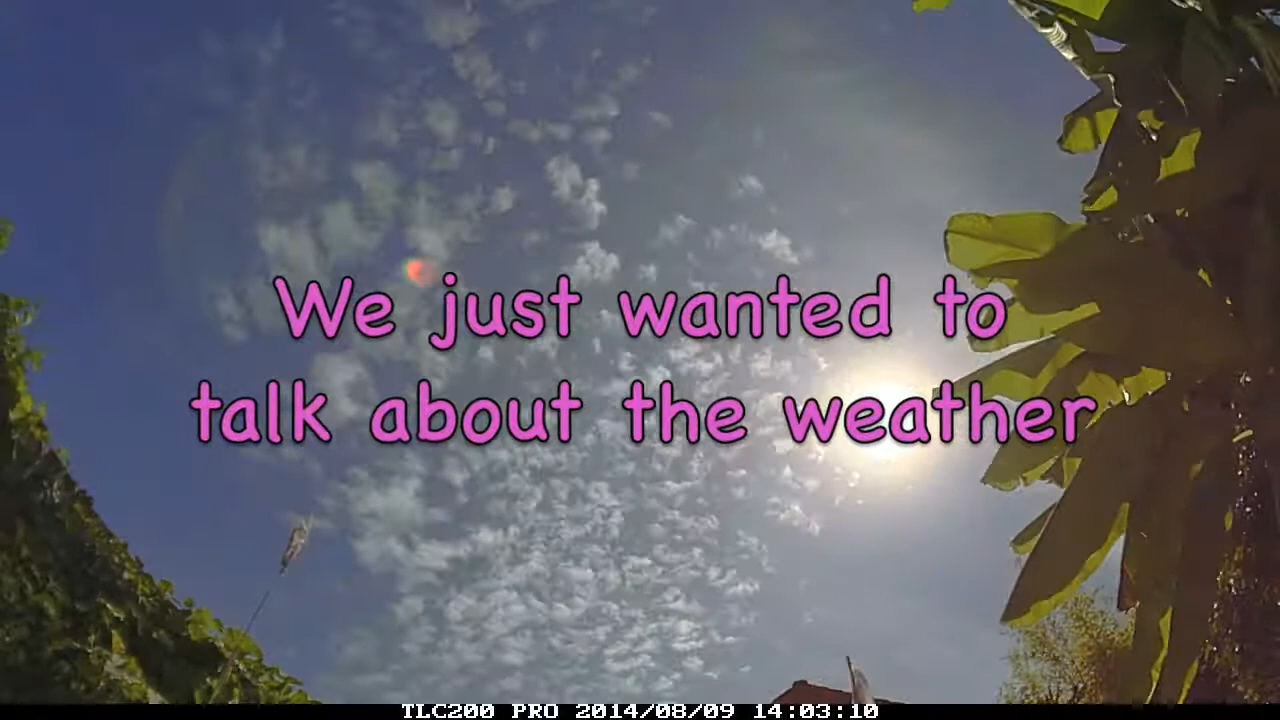 We just wanted to
talk about the weather
TLC200 PRO 2014/08/09 14:03:10